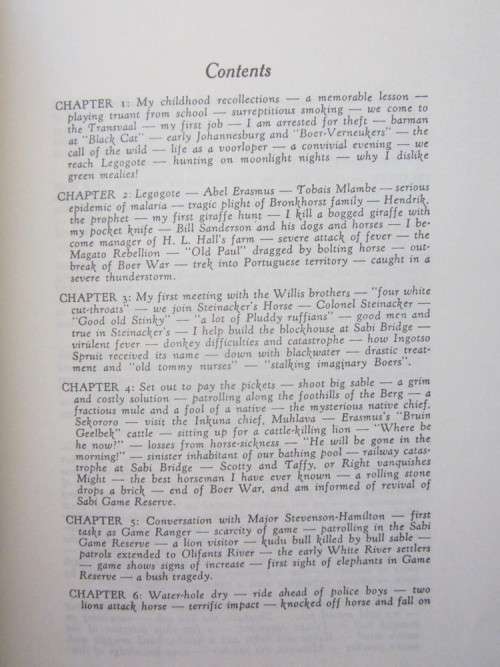 Contents
CHAPTER 1: My childhood recollections — a memorable lesson —
playing truant from school — surreptitious smoking — we come to
the Transvaal — my first job — I am arrested for theft — barman
at "Black Cat" — early Johannesburg and "Boer-Verneukers" — the
call of the wild — life as a voorloper — a convivial evening — we
reach Legogote — hunting on moonlight nights — why I dislike
green mealies!
CHAPTER 2: Legogote — Abel Erasmus — Tobais Mlambe — serious
epidemic of malaria — tragic plight of Bronkhorst family — Hendrik,
the prophet — my first giraffe hunt — I kill a bogged giraffe with
my pocket knife — Bill Sanderson and his dogs and horses — I be-
come manager of H. L. Hall's farm — severe attack of fever — the
Magato Rebellion — "Old Paul" dragged by bolting horse — out-
break of Boer War — trek into Portuguese territory — caught in a
severe thunderstorm.
CHAPTER 3: My first meeting with the Willis brothers — "four white
cut-throats" — we join Steinacker's Horse — Colonel Steinacker —
"Good old Stinky" — "a lot of Pluddy ruffians" — good men and
true in Steinacker's — I help build the blockhouse at Sabi Bridge —
virulent fever — donkey difficulties and catastrophe — how Ingotso
Spruit received its name — down with blackwater — drastic treat-
ment and "old tommy nurses" — "stalking imaginary Boers".
CHAPTER 4: Set out to pay the pickets — shoot big sable — a grim
and costly solution — patrolling along the foothills of the Berg — a
fractious mule and a fool of a native — the mysterious native chief,
Sekororo — visit the Inkuna chief, Muhlava — Erasmus's "Bruin
Geelbek" cattle — sitting up for a cattle-killing lion — "Where be
he now?" — losses from horse-sickness — "He will be gone in the
morning!" — sinister inhabitant of our bathing pool — railway catas-
trophe at Sabi Bridge — Scotty and Taffy, or Right vanquishes
Might — the best horseman I have ever known — a rolling stone
drops a brick — end of Boer War, and am informed of revival of
Sabi Game Reserve.
CHAPTER 5: Conversation with Major Stevenson-Hamilton — first
tasks as Game Ranger — scarcity of game — patrolling in the Sabi
Game Reserve — a lion visitor — kudu bull killed by bull sable —
patrols extended to Olifants River — the early White River settlers
— game shows signs of increase — first sight of elephants in Game
Reserve — a bush tragedy.
CHAPTER 6: Water-hole dry — ride ahead of police boys — two
lions attack horse — terrific impact — knocked off horse and fall on